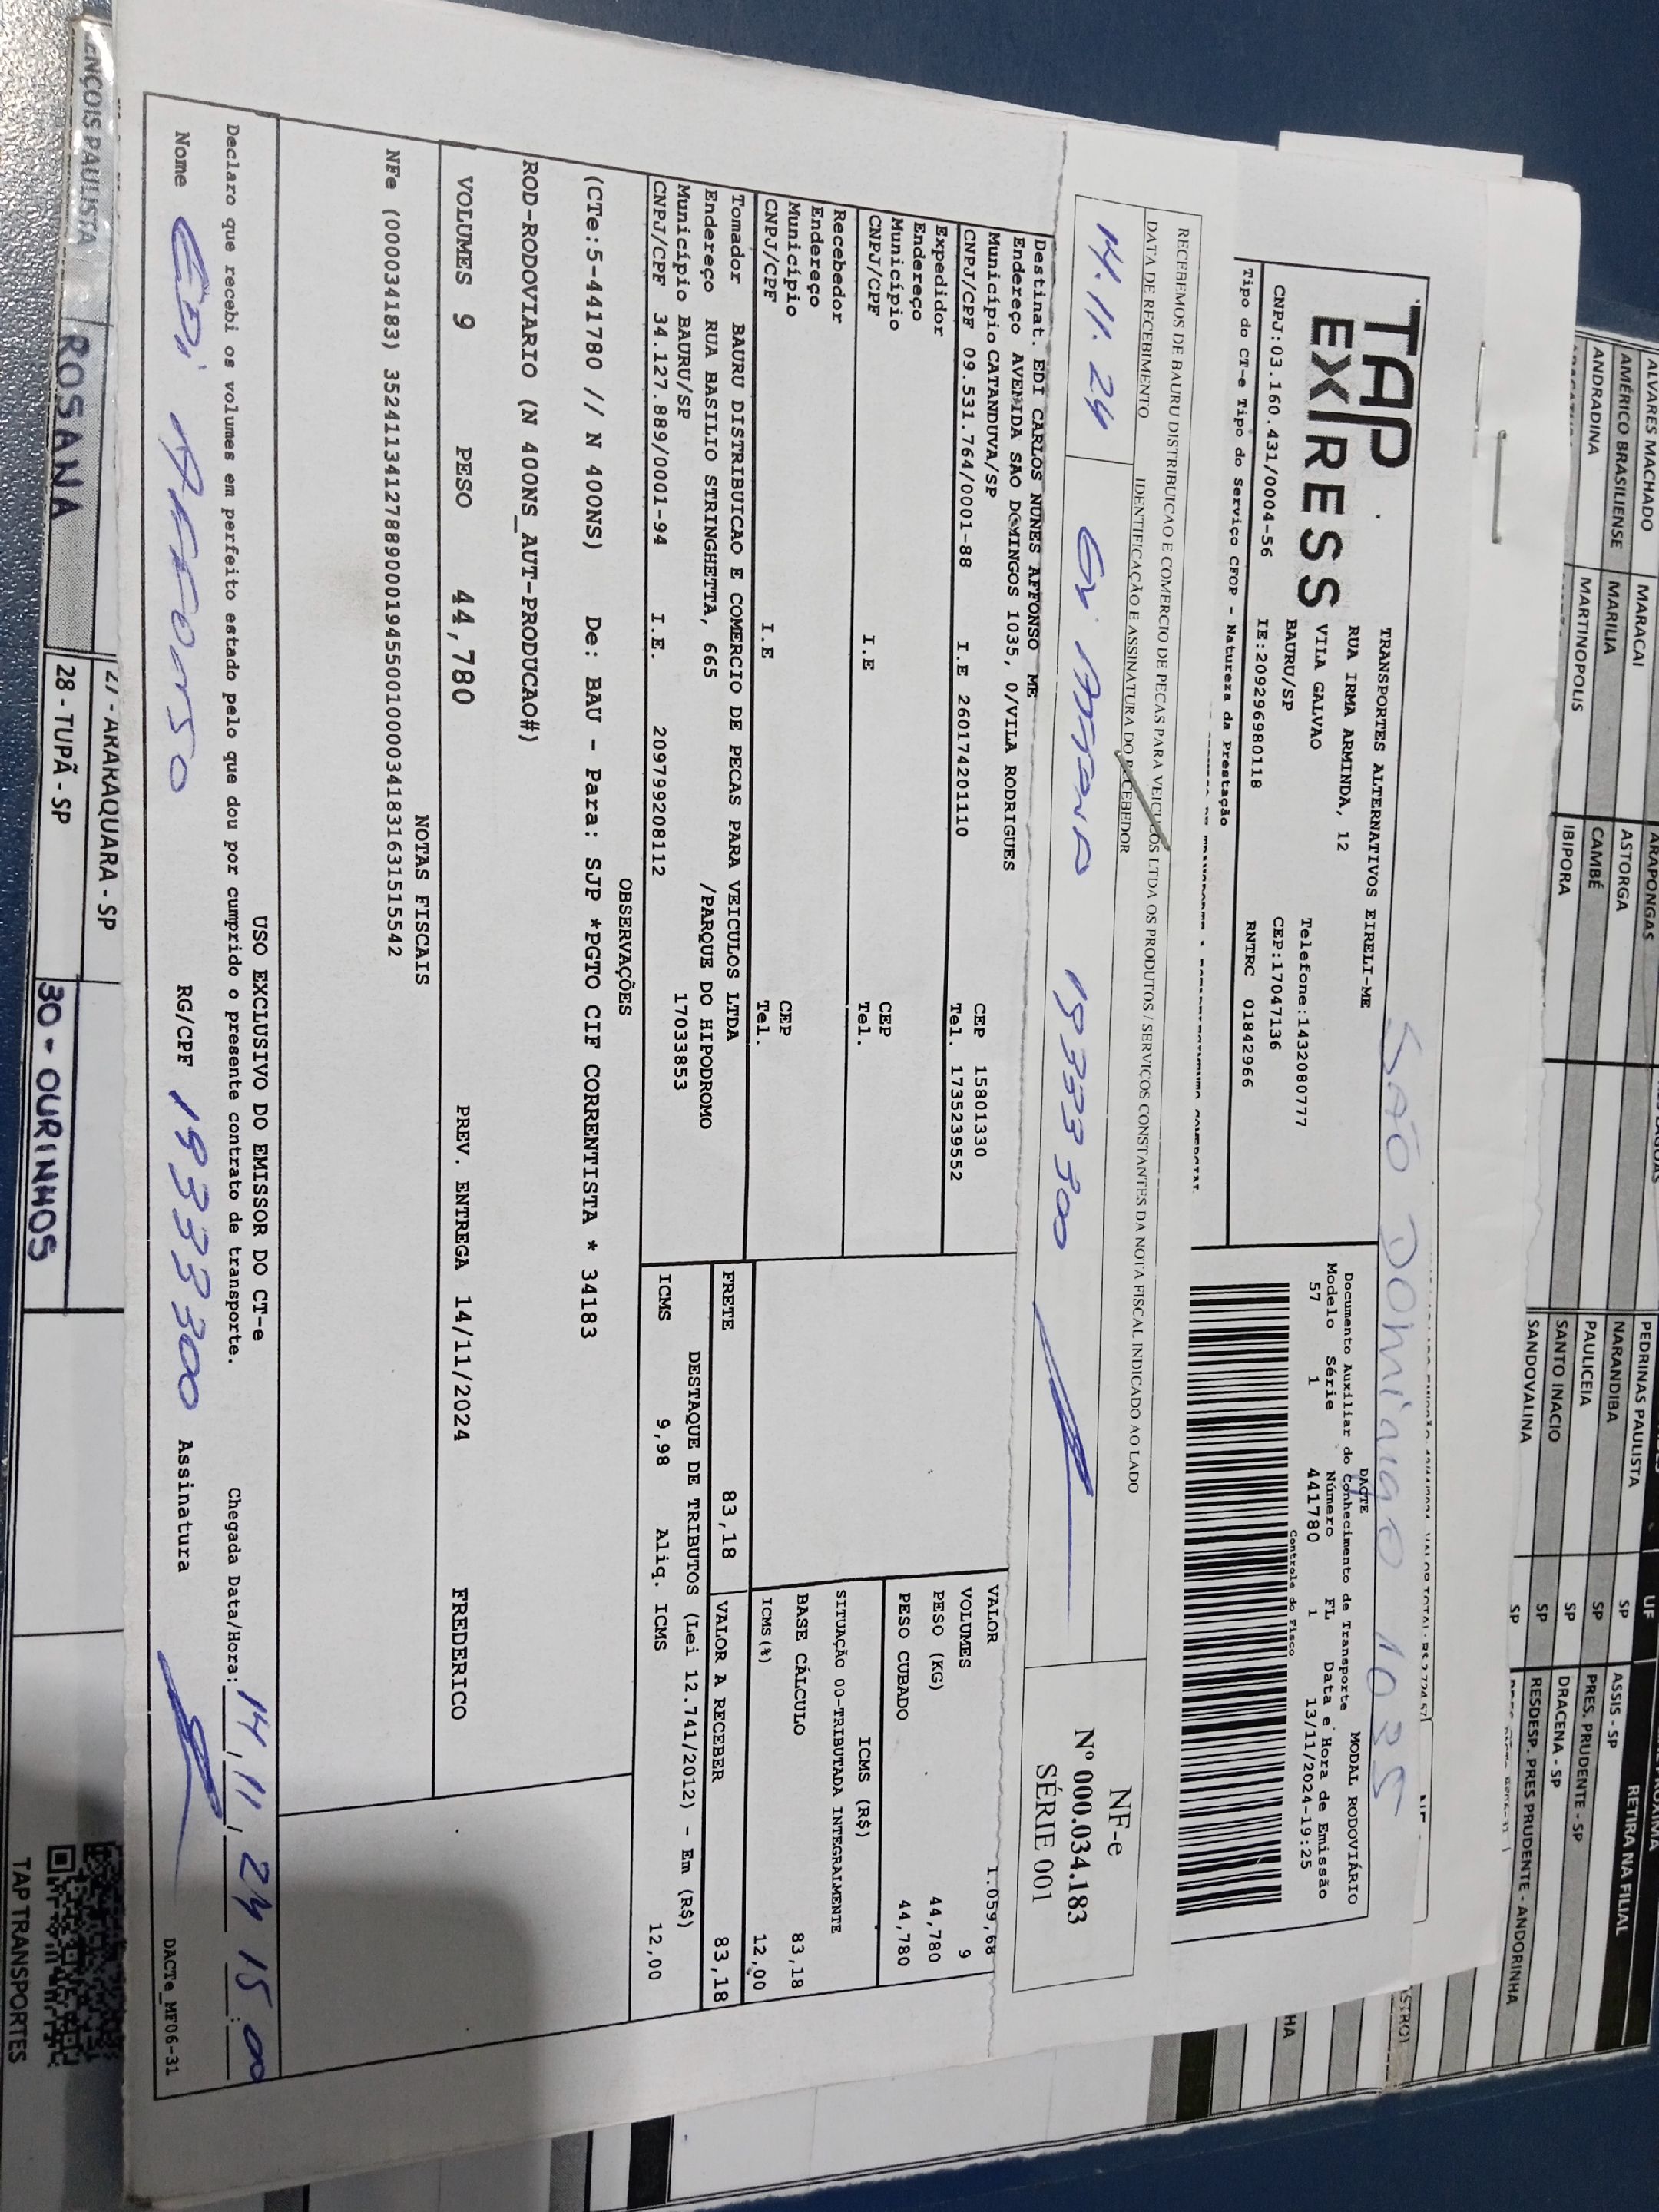 SÃO DOMINGO 1035
TAP EXPRESS
TRANSPORTES ALTERNATIVOS EIRELI-ME
RUA IRMA ARMINDA, 12
VILA GALVAO Telefone:1432080777
BAURU/SP CEP:17047136
CNPJ:03.160.431/0004-56 IE:209296980118 RNTRC 01842966
Tipo do CT-e Tipo do Serviço CFOP - Natureza da Prestação
DACTE
Documento Auxiliar do Conhecimento de Transporte MODAL RODOVIÁRIO
Modelo Série Número FL Data e Hora de Emissão
57 1 441780 1 13/11/2024-19:25
Controle do Fisco
RECEBEMOS DE BAURU DISTRIBUICAO E COMERCIO DE PECAS PARA VEICULOS LTDA OS PRODUTOS / SERVIÇOS CONSTANTES DA NOTA FISCAL INDICADO AO LADO
DATA DE RECEBIMENTO IDENTIFICAÇÃO E ASSINATURA DO RECEBEDOR
14.11.24 19333300
NF-e
Nº 000.034.183
SÉRIE 001
Destinat. EDI CARLOS NUNES AFFONSO ME
Endereço AVENIDA SAO DOMINGOS 1035, 0/VILA RODRIGUES
Município CATANDUVA/SP CEP 15801330
CNPJ/CPF 09.531.764/0001-88 I.E 260174201110 Tel. 1735239552
Expedidor
Endereço
Município CEP
CNPJ/CPF I.E Tel.
Recebedor
Endereço
Município CEP
CNPJ/CPF I.E Tel.
VALOR 1.059,68
VOLUMES 9
PESO (KG) 44,780
PESO CUBADO 44,780
ICMS (R$)
SITUAÇÃO 00-TRIBUTADA INTEGRALMENTE
BASE CÁLCULO 83,18
ICMS(%) 12,00
Tomador BAURU DISTRIBUICAO E COMERCIO DE PECAS PARA VEICULOS LTDA
Endereço RUA BASILIO STRINGHETTA, 665 /PARQUE DO HIPODROMO
Município BAURU/SP 17033853
CNPJ/CPF 34.127.889/0001-94 I.E. 209799208112
FRETE 83,18 VALOR A RECEBER 83,18
DESTAQUE DE TRIBUTOS (Lei 12.741/2012) - Em (R$)
ICMS 9,98 Aliq. ICMS 12,00
OBSERVAÇÕES
(CTe:5-441780 // N 400NS) De: BAU - Para: SJP *PGTO CIF CORRENTISTA * 34183
ROD-RODOVIARIO (N 400NS_AUT-PRODUCAO#)
VOLUMES 9 PESO 44,780 PREV. ENTREGA 14/11/2024 FREDERICO
NOTAS FISCAIS
NFe (000034183) 35241134127889000194550010000341831631515542
USO EXCLUSIVO DO EMISSOR DO CT-e
Declaro que recebi os volumes em perfeito estado pelo que dou por cumprido o presente contrato de transporte. Chegada Data/Hora: 14/11/24 15:00
Nome EDI AFFONSO RG/CPF 19333300 Assinatura
DACTe_MF06-31
ALVARES MACHADO
AMÉRICO BRASILIENSE
ANDRADINA
MARACAI
MARILIA
MARTINOPOLIS
ARAPONGAS
ASTORGA
CAMBÉ
IBIPORA
PEDRINAS PAULISTA
NARANDIBA
PAULICEIA
SANTO INACIO
SANDOVALINA
UF
SP
SP
SP
SP
SP
RETIRA NA FILIAL
ASSIS - SP
PRES. PRUDENTE - SP
DRACENA - SP
RESDESP. PRES PRUDENTE - ANDORINHA
ENÇOIS PAULISTA
ROSANA
27 - ARARAQUARA - SP
28 - TUPÃ - SP
30 - OURINHOS
TAP TRANSPORTES